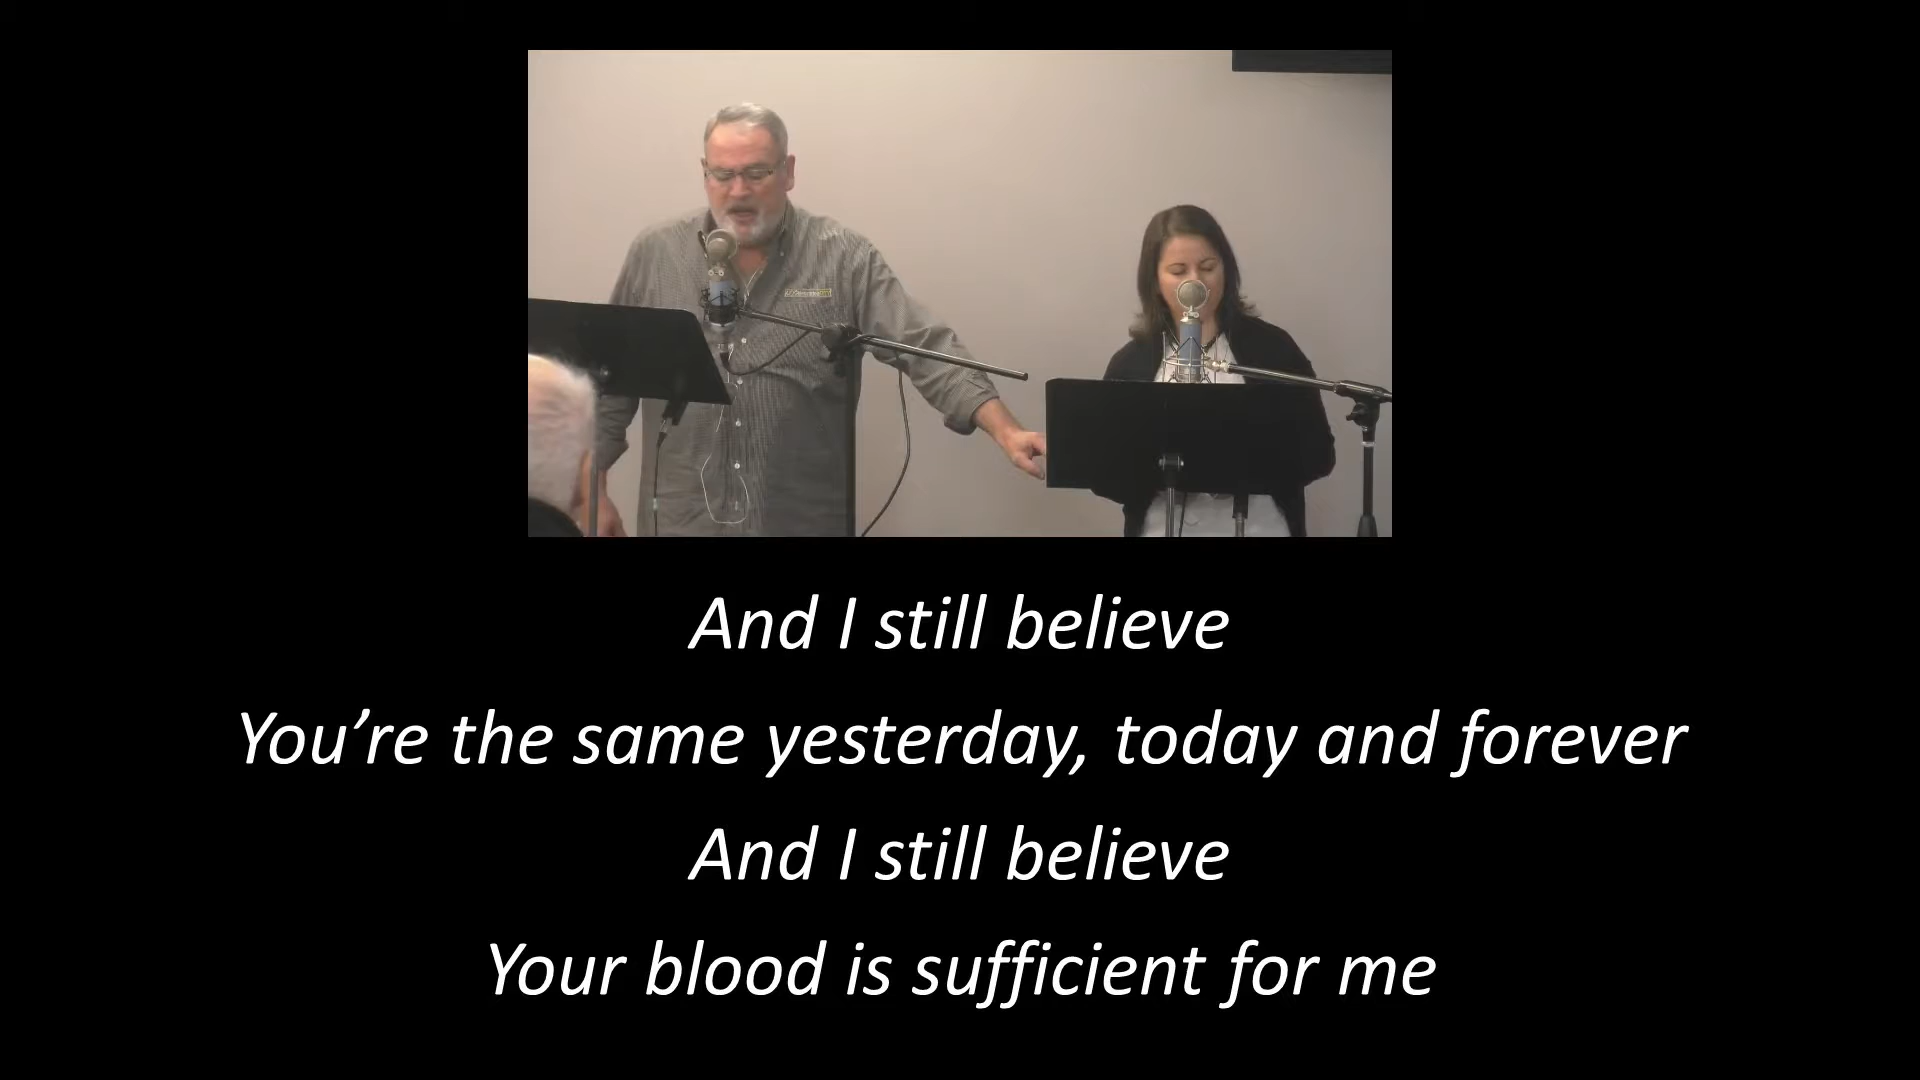 And I still believe
You’re the same yesterday, today and forever
And I still believe
Your blood is sufficient for me